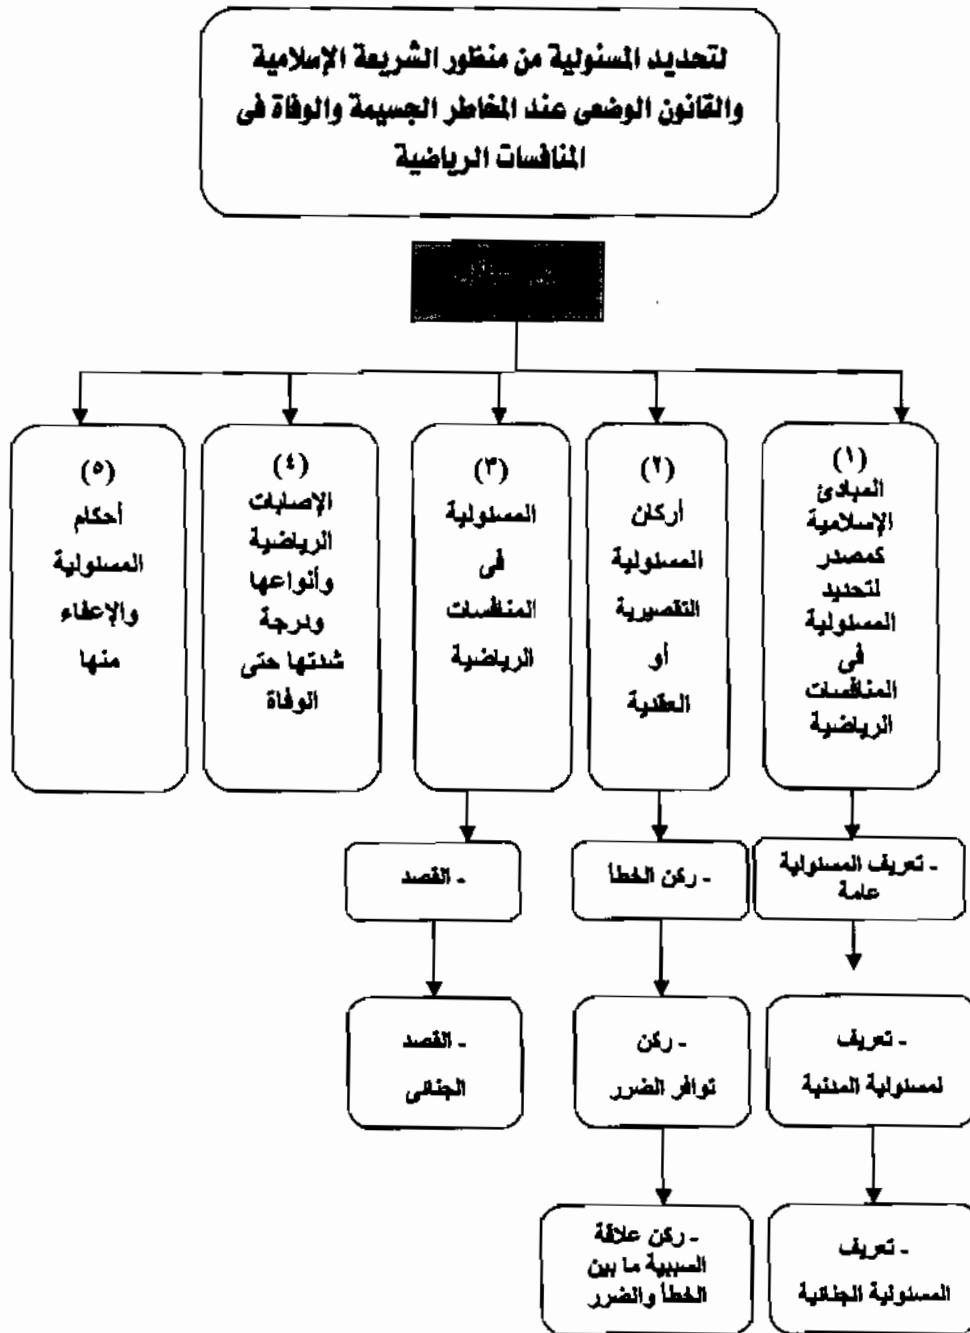 لتحديد المسئولية من منظور الشريعة الإسلامية
والقانون الوضعى عند المخاطر الجسيمة والوفاة فى
المنافسات الرياضية
(١)
المبادئ
الإسلامية
كمصدر
لتحديد
المسئولية
فى
المنافسات
الرياضية
(٢)
أركان
المسئولية
التقصيرية
أو
العقدية
(٣)
المسئولية
فى
المنافسات
الرياضية
(٤)
الإصابات
الرياضية
وأنواعها
ودرجة
شدتها حتى
الوفاة
(٥)
أحكام
المسئولية
والإعفاء
منها
- تعريف المسئولية
عامة
- ركن الخطأ
- القصد
- تعريف
لمسئولية المدنية
- ركن
توافر الضرر
- القصد
الجنائى
- تعريف
المسئولية الجنائية
- ركن علاقة
السببية ما بين
الخطأ والضرر